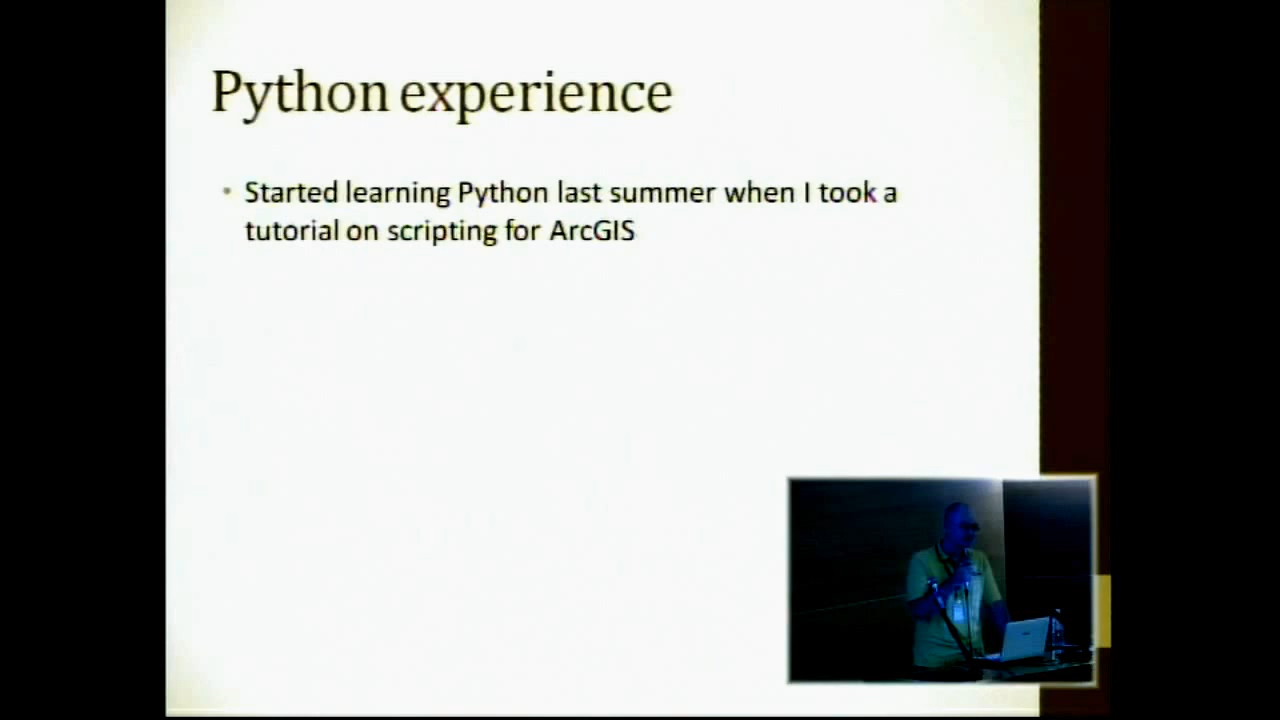 Python experience
• Started learning Python last summer when I took a
tutorial on scripting for ArcGIS